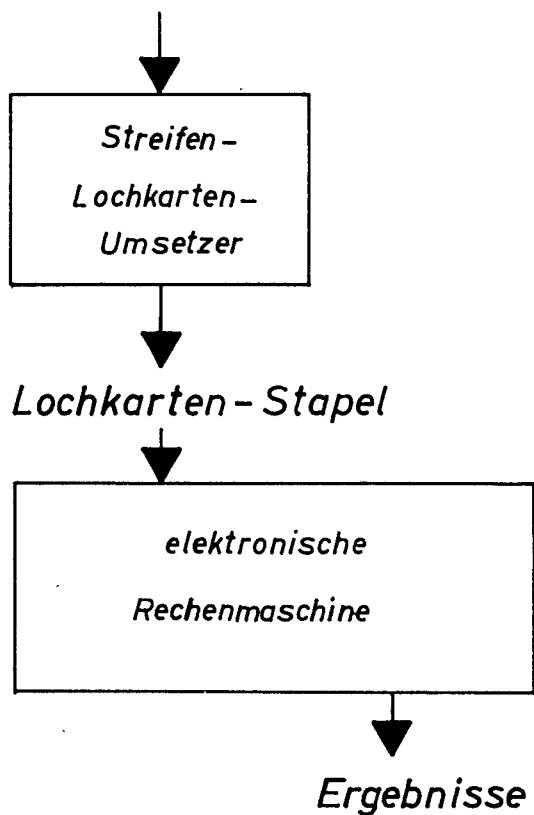 Streifen-
Lochkarten-
Umsetzer
Lochkarten-Stapel
elektronische
Rechenmaschine
Ergebnisse